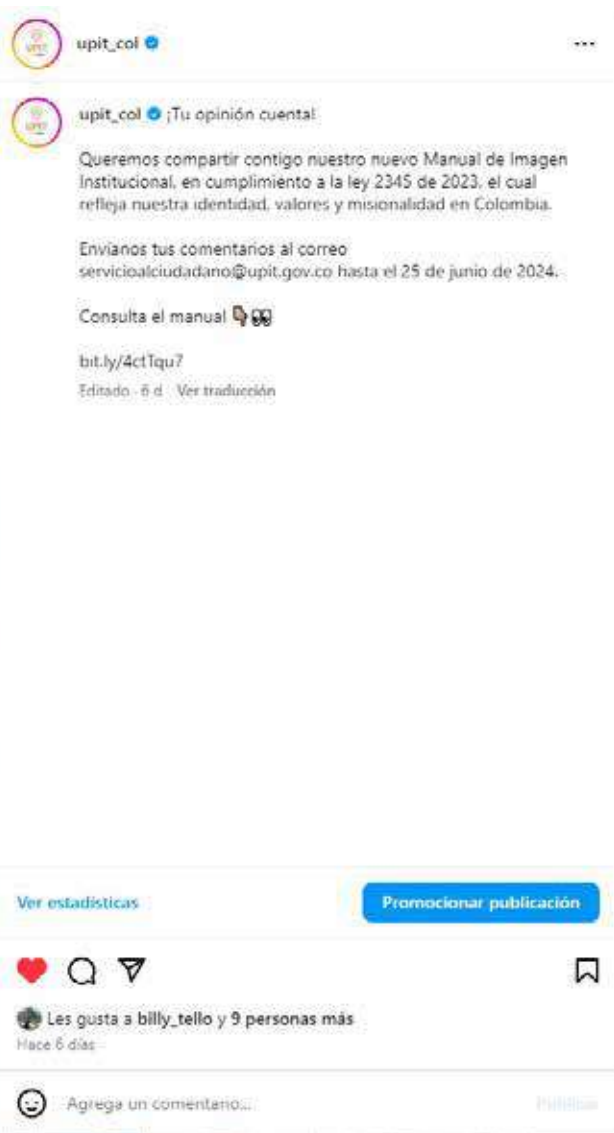 upit_col
upit_col ¡Tu opinión cuenta!
Queremos compartir contigo nuestro nuevo Manual de Imagen
Institucional, en cumplimiento a la ley 2345 de 2023, el cual
refleja nuestra identidad, valores y misionalidad en Colombia.
Envíanos tus comentarios al correo
servicioalciudadano@upit.gov.co hasta el 25 de junio de 2024.
Consulta el manual 👇🏽👀
bit.ly/4ctTqu7
Editado · 6 d Ver traducción
Ver estadísticas
Promocionar publicación
Les gusta a billy_tello y 9 personas más
Hace 6 días
Agrega un comentario...
Publicar